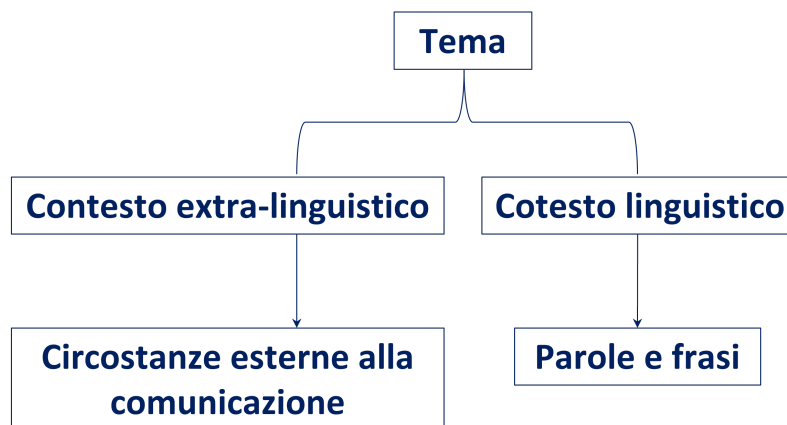 Tema
Contesto extra-linguistico
Cotesto linguistico
Circostanze esterne alla
comunicazione
Parole e frasi